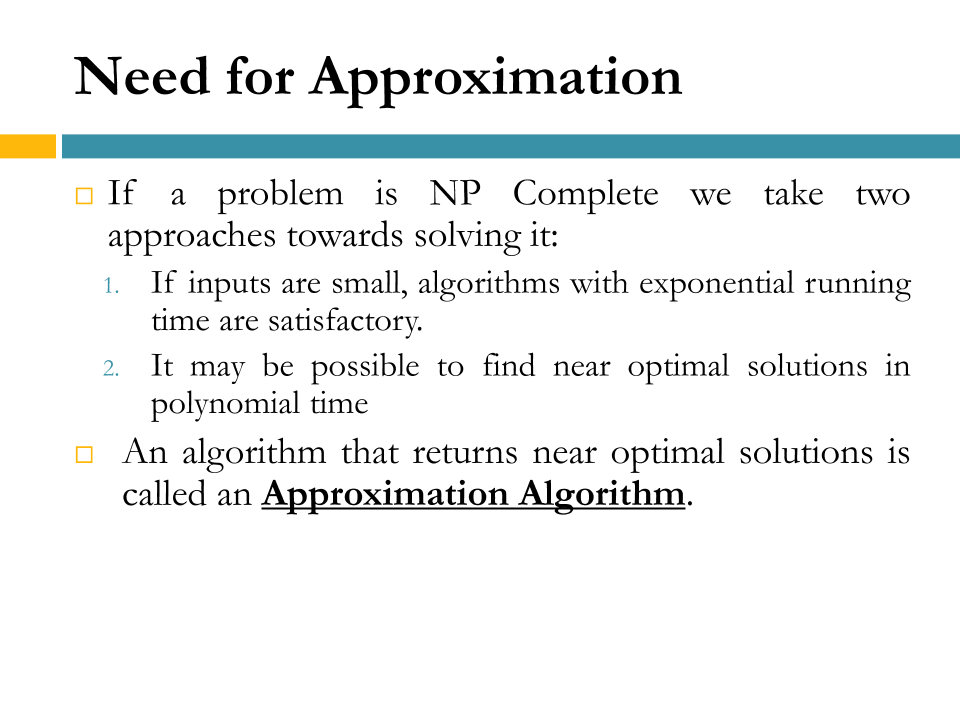 Need for Approximation
If a problem is NP Complete we take two
approaches towards solving it:
1. If inputs are small, algorithms with exponential running
time are satisfactory.
2. It may be possible to find near optimal solutions in
polynomial time
An algorithm that returns near optimal solutions is
called an Approximation Algorithm.